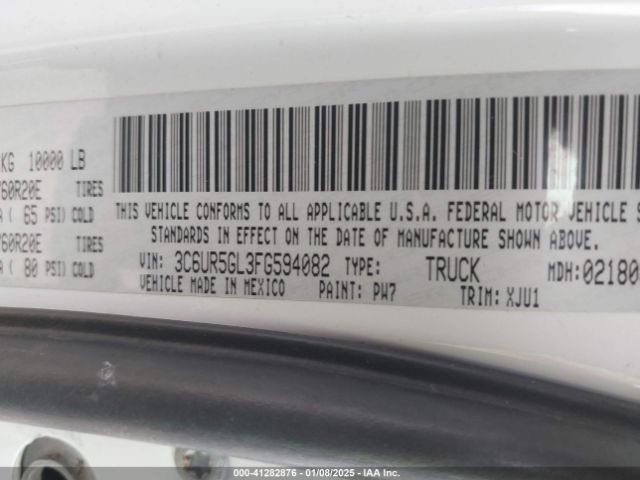 KG 10000 LB
60R20E TIRES
A ( 65 PSI) COLD
60R20E TIRES
A ( 80 PSI) COLD
THIS VEHICLE CONFORMS TO ALL APPLICABLE U.S.A. FEDERAL MOTOR VEHICLE S
STANDARDS IN EFFECT ON THE DATE OF MANUFACTURE SHOWN ABOVE.
VIN: 3C6UR5GL3FG594082 TYPE: TRUCK MDH: 02180
VEHICLE MADE IN MEXICO PAINT: PW7 TRIM: XJU1
000-41282876 - 01/08/2025 - IAA Inc.